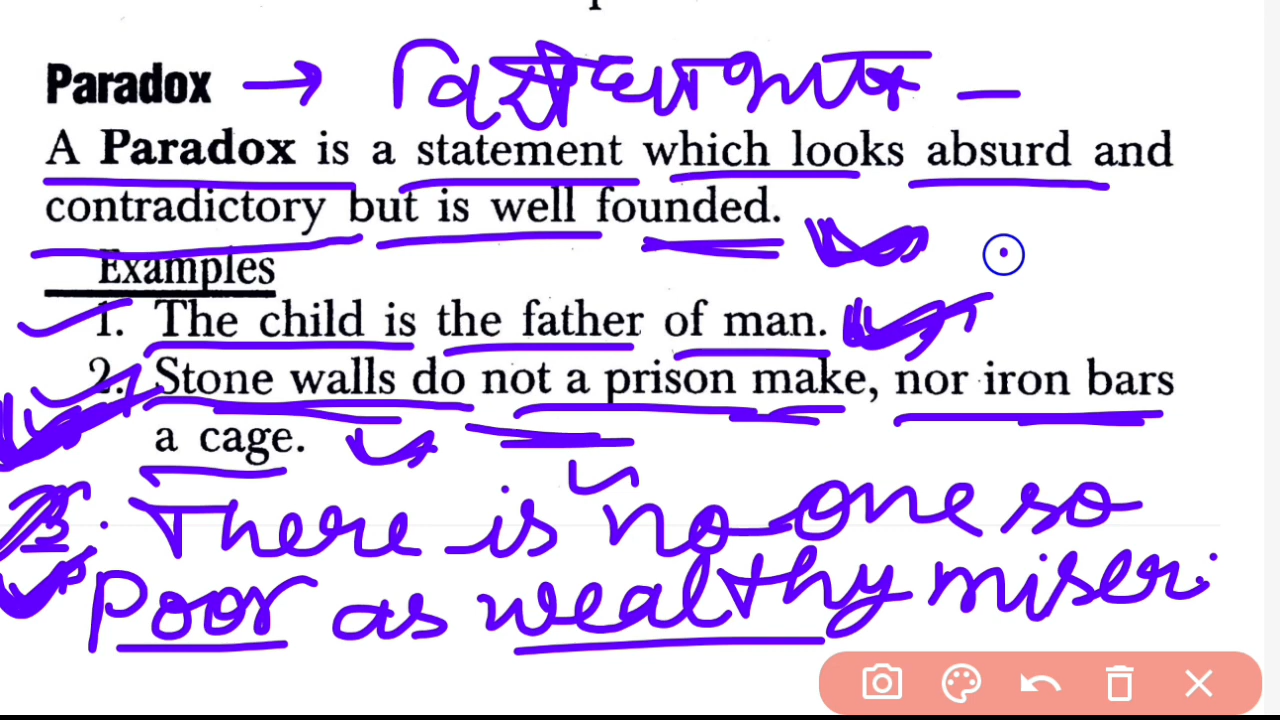 Paradox →
A Paradox is a statement which looks absurd and
contradictory but is well founded.
Examples
1. The child is the father of man.
2. Stone walls do not a prison make, nor iron bars
a cage.
3. There is no one so
poor as wealthy miser.